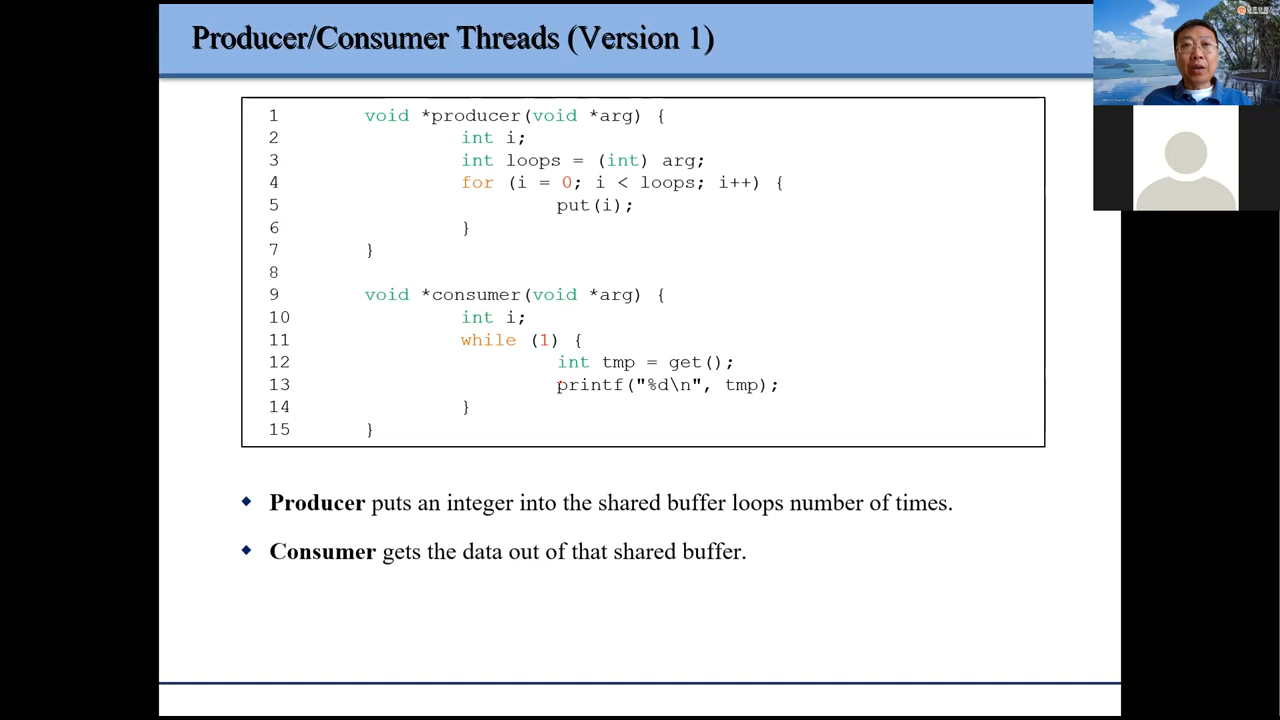 Producer/Consumer Threads (Version 1)
1 void *producer(void *arg) {
2 int i;
3 int loops = (int) arg;
4 for (i = 0; i < loops; i++) {
5 put(i);
6 }
7 }
8
9 void *consumer(void *arg) {
10 int i;
11 while (1) {
12 int tmp = get();
13 printf("%d\n", tmp);
14 }
15 }
Producer puts an integer into the shared buffer loops number of times.
Consumer gets the data out of that shared buffer.